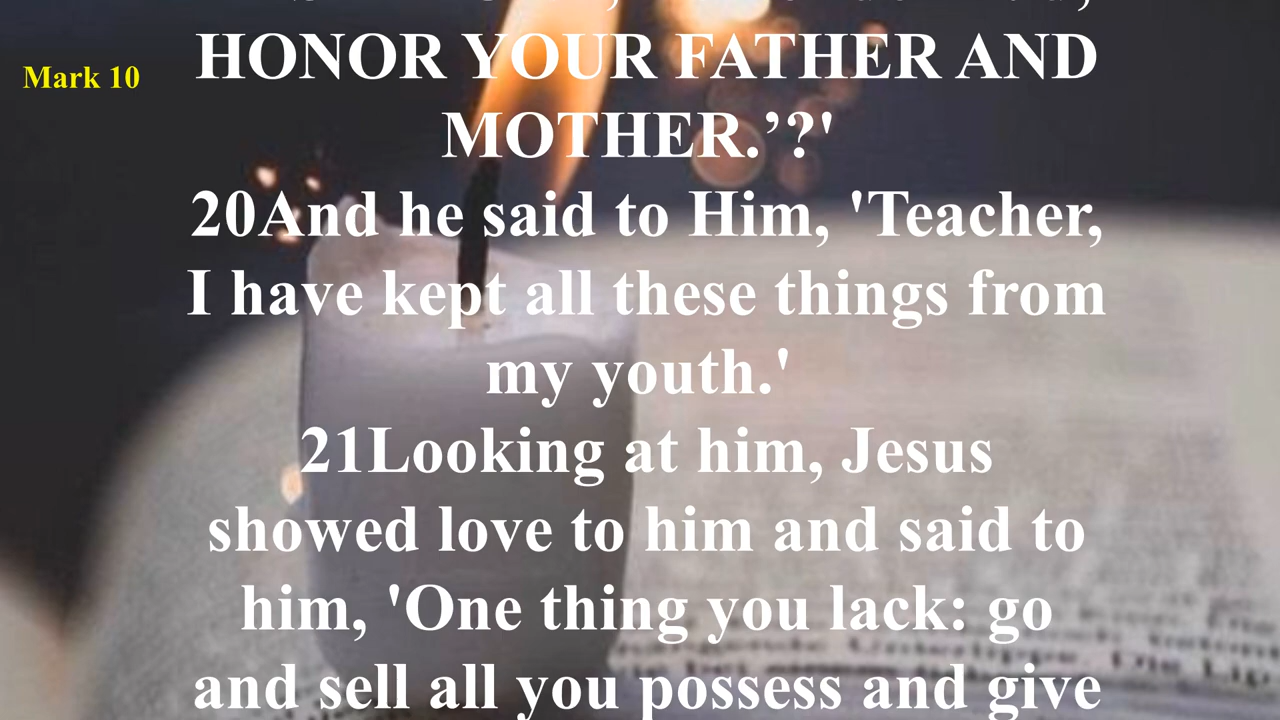 Mark 10
HONOR YOUR FATHER AND
MOTHER.’?'
20And he said to Him, 'Teacher,
I have kept all these things from
my youth.'
21Looking at him, Jesus
showed love to him and said to
him, 'One thing you lack: go
and sell all you possess and give